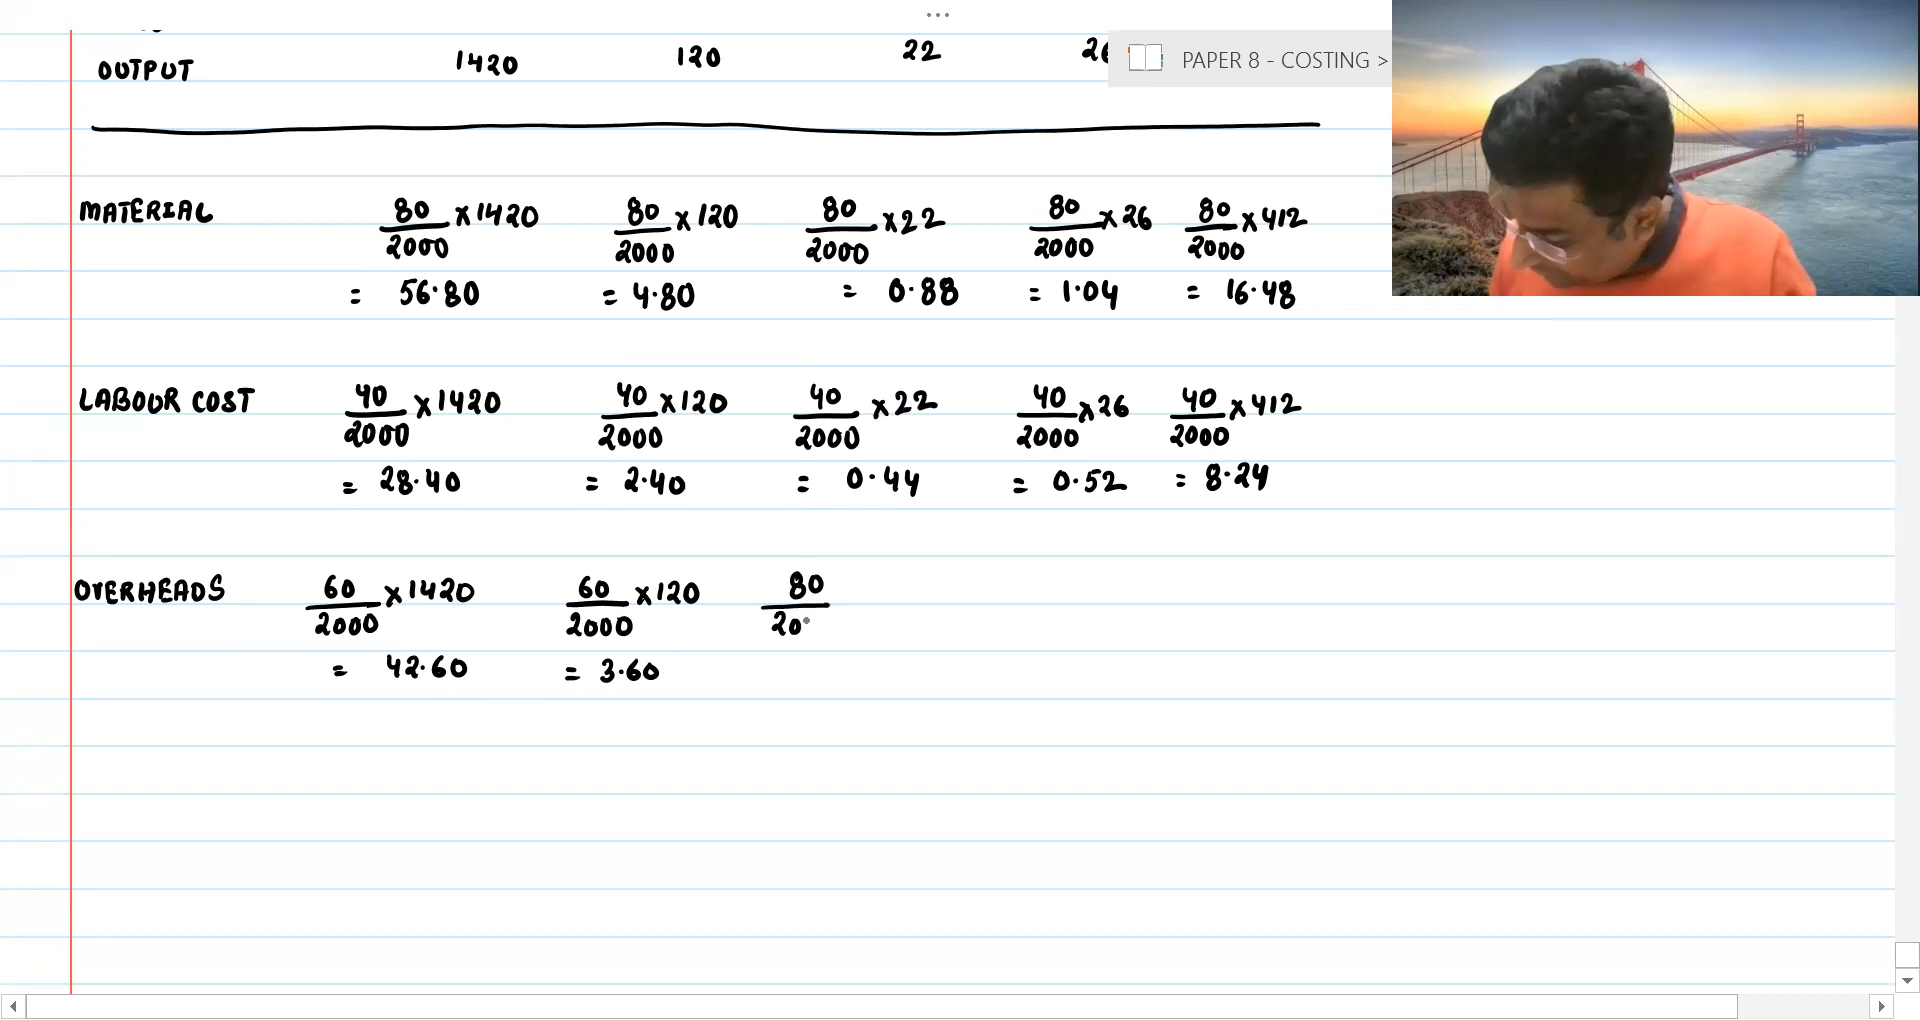 OUTPUT 1420 120 22 26
PAPER 8 - COSTING >
MATERIAL 80/2000 x 1420 80/2000 x 120 80/2000 x 22 80/2000 x 26 80/2000 x 412
= 56.80 = 4.80 = 0.88 = 1.04 = 16.48
LABOUR COST 40/2000 x 1420 40/2000 x 120 40/2000 x 22 40/2000 x 26 40/2000 x 412
= 28.40 = 2.40 = 0.44 = 0.52 = 8.24
OVERHEADS 60/2000 x 1420 60/2000 x 120 80/20
= 42.60 = 3.60